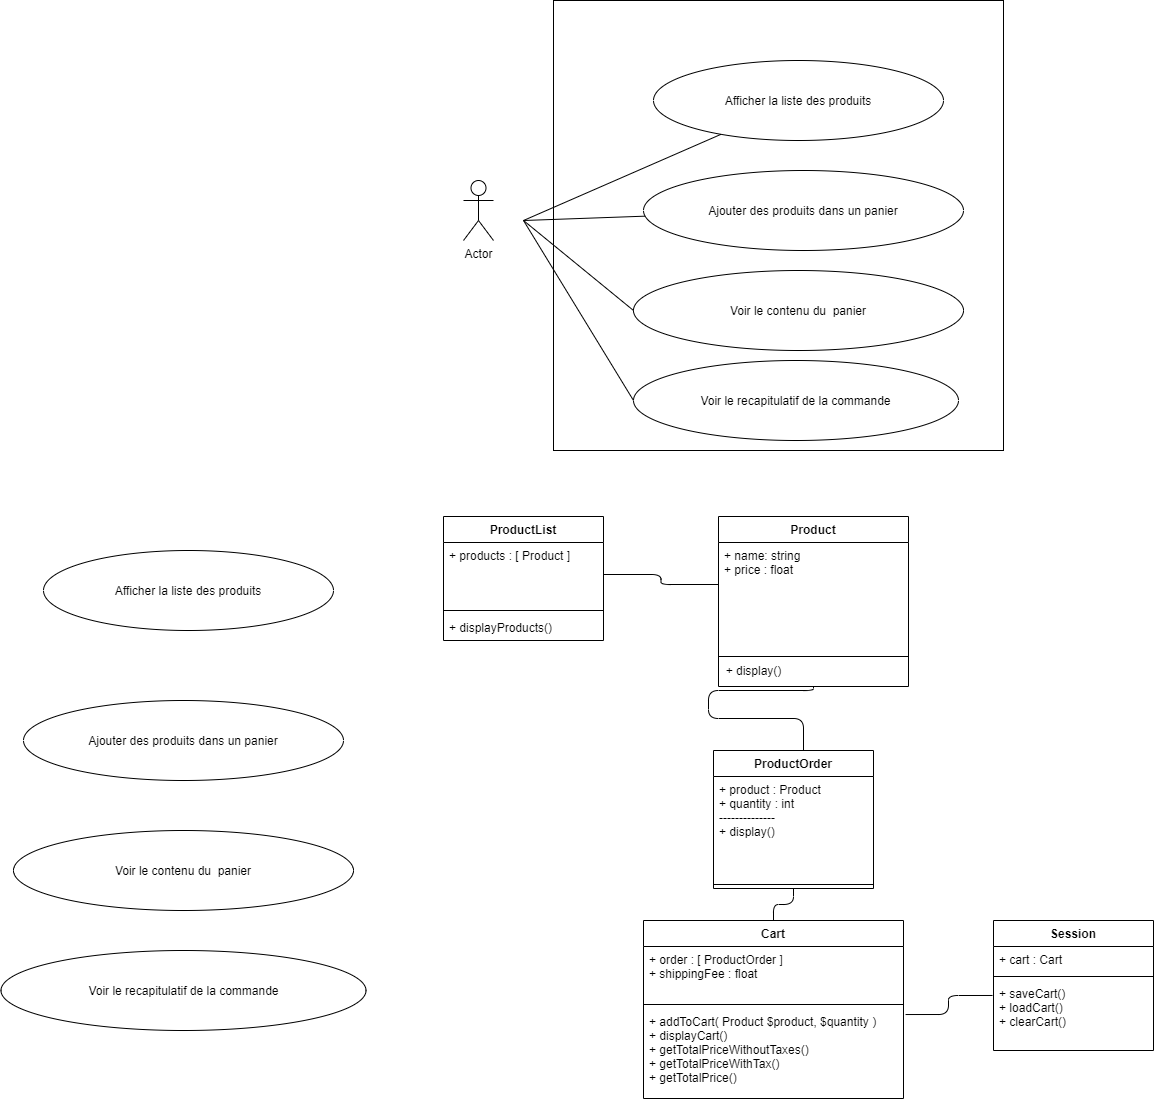 Afficher la liste des produits
Ajouter des produits dans un panier
Actor
Voir le contenu du  panier
Voir le recapitulatif de la commande
Afficher la liste des produits
Ajouter des produits dans un panier
Voir le contenu du  panier
Voir le recapitulatif de la commande
ProductList
+ products : [ Product ]
+ displayProducts()
Product
+ name: string
+ price : float
+ display()
ProductOrder
+ product : Product
+ quantity : int
--------------
+ display()
Cart
+ order : [ ProductOrder ]
+ shippingFee : float
+ addToCart( Product $product, $quantity )
+ displayCart()
+ getTotalPriceWithoutTaxes()
+ getTotalPriceWithTax()
+ getTotalPrice()
Session
+ cart : Cart
+ saveCart()
+ loadCart()
+ clearCart()